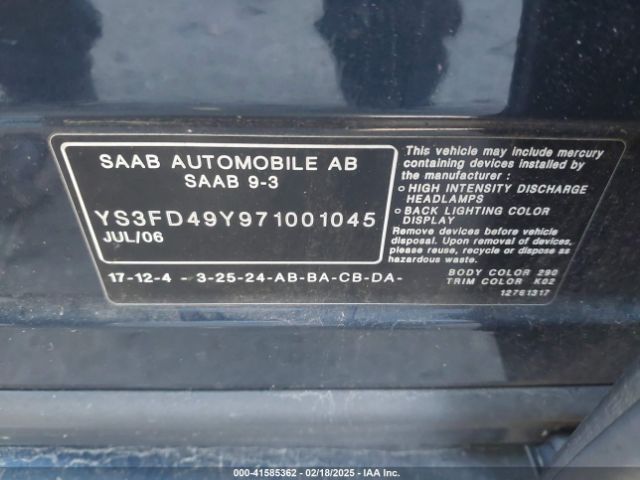 SAAB AUTOMOBILE AB
SAAB 9-3
YS3FD49Y971001045
JUL/06
17-12-4 - 3-25-24-AB-BA-CB-DA-
This vehicle may include mercury
containing devices installed by
the manufacturer :
o HIGH INTENSITY DISCHARGE
HEADLAMPS
o BACK LIGHTING COLOR
DISPLAY
Remove devices before vehicle
disposal. Upon removal of devices,
please reuse, recycle or dispose as
hazardous waste.
BODY COLOR 290
TRIM COLOR K02
12761317
000-41585362 - 02/18/2025 - IAAI.COM